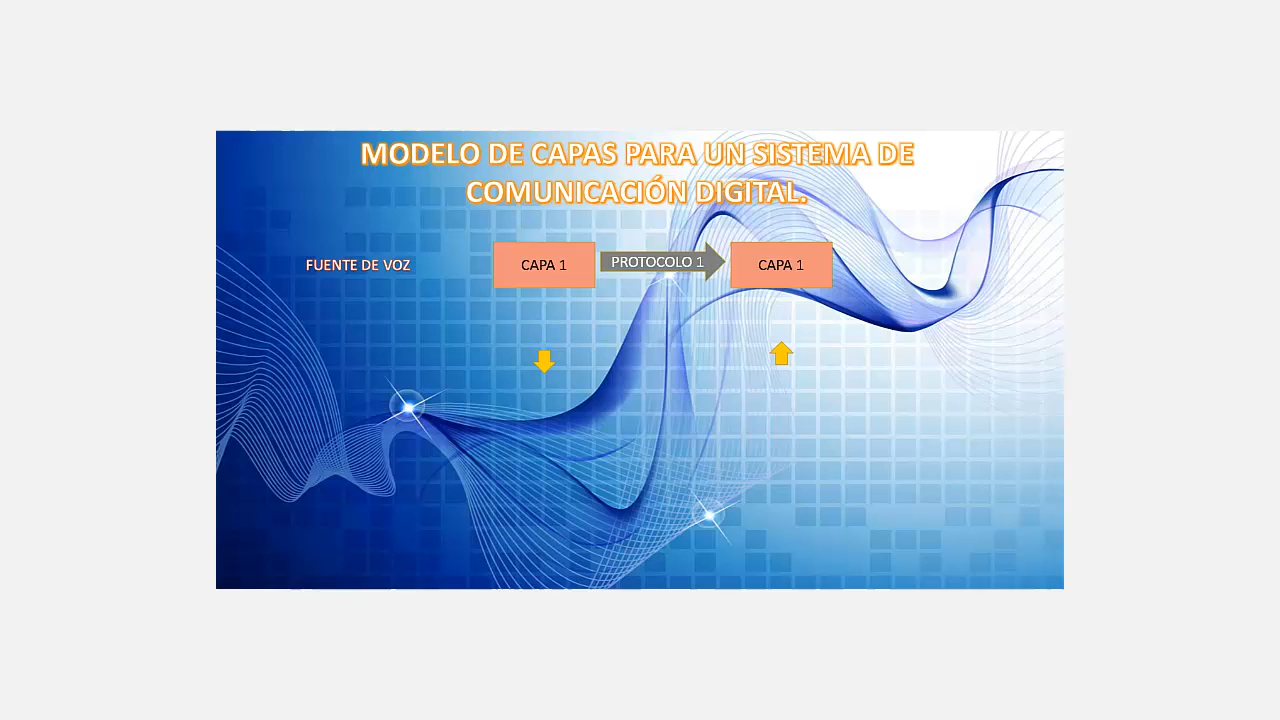 MODELO DE CAPAS PARA UN SISTEMA DE
COMUNICACIÓN DIGITAL.
FUENTE DE VOZ
CAPA 1
PROTOCOLO 1
CAPA 1